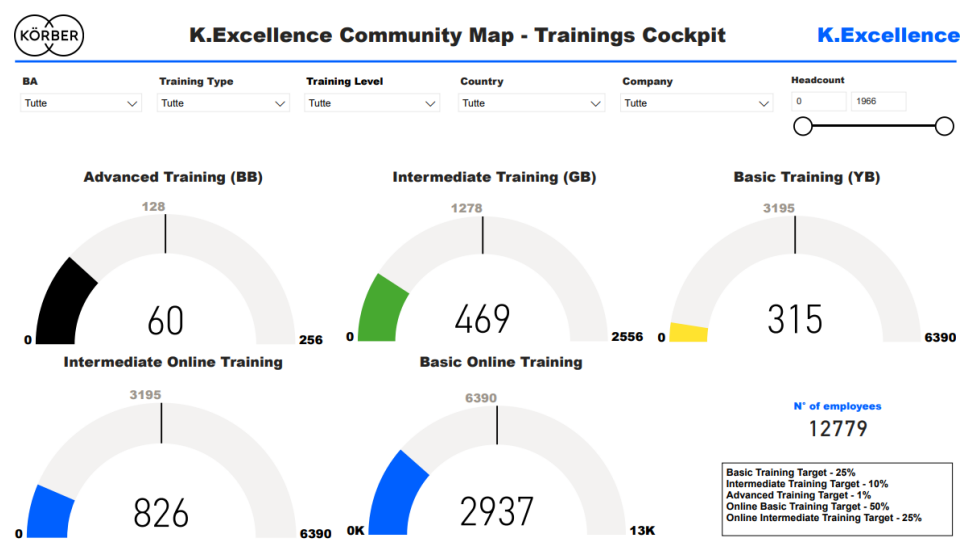 KÖRBER
K.Excellence Community Map - Trainings Cockpit
K.Excellence
BA
Training Type
Training Level
Country
Company
Headcount
Tutte
Tutte
Tutte
Tutte
Tutte
0
1966
Advanced Training (BB)
128
60
0
256
Intermediate Training (GB)
1278
469
0
2556
Basic Training (YB)
3195
315
0
6390
Intermediate Online Training
3195
826
0
6390
Basic Online Training
6390
2937
0K
13K
N° of employees
12779
Basic Training Target - 25%
Intermediate Training Target - 10%
Advanced Training Target - 1%
Online Basic Training Target - 50%
Online Intermediate Training Target - 25%